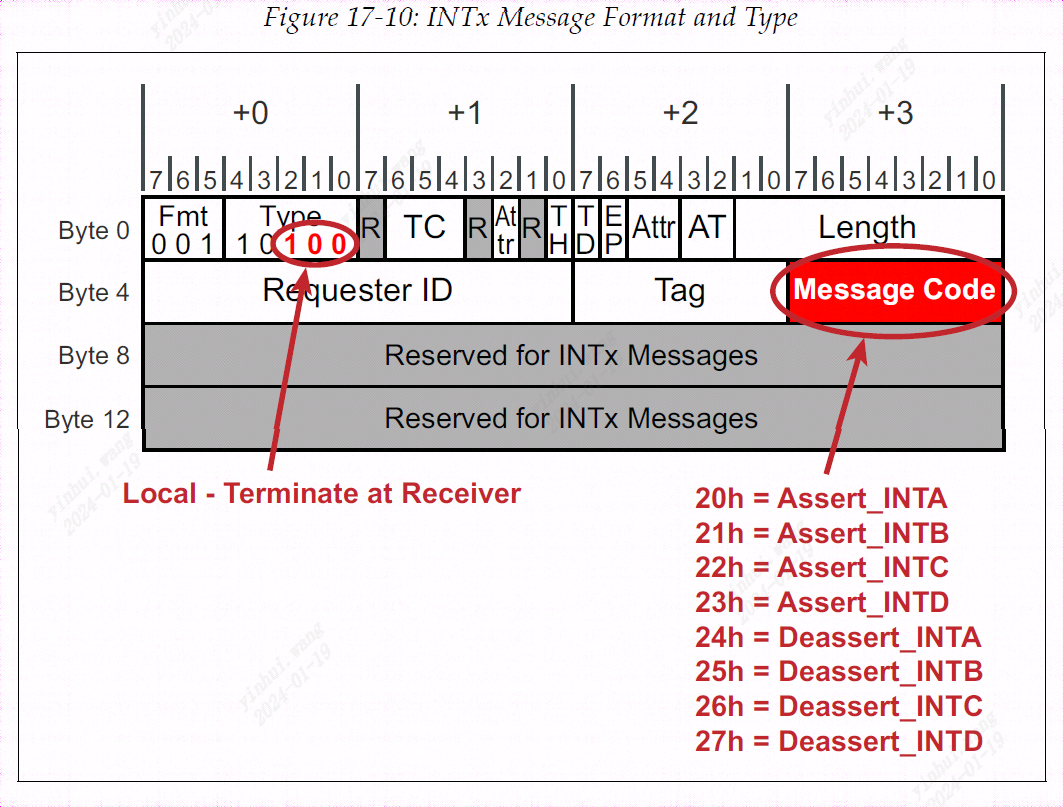 Figure 17-10: INTx Message Format and Type
+0 +1 +2 +3
7 6 5 4 3 2 1 0 7 6 5 4 3 2 1 0 7 6 5 4 3 2 1 0 7 6 5 4 3 2 1 0
Byte 0
Fmt
0 0 1
Type
1 0 1 0 0
R
TC
R
At
tr
R
T
H
T
D
E
P
Attr
AT
Length
Byte 4
Requester ID
Tag
Message Code
Byte 8
Reserved for INTx Messages
Byte 12
Reserved for INTx Messages
Local - Terminate at Receiver
20h = Assert_INTA
21h = Assert_INTB
22h = Assert_INTC
23h = Assert_INTD
24h = Deassert_INTA
25h = Deassert_INTB
26h = Deassert_INTC
27h = Deassert_INTD
yinhui.wang
2024-01-19